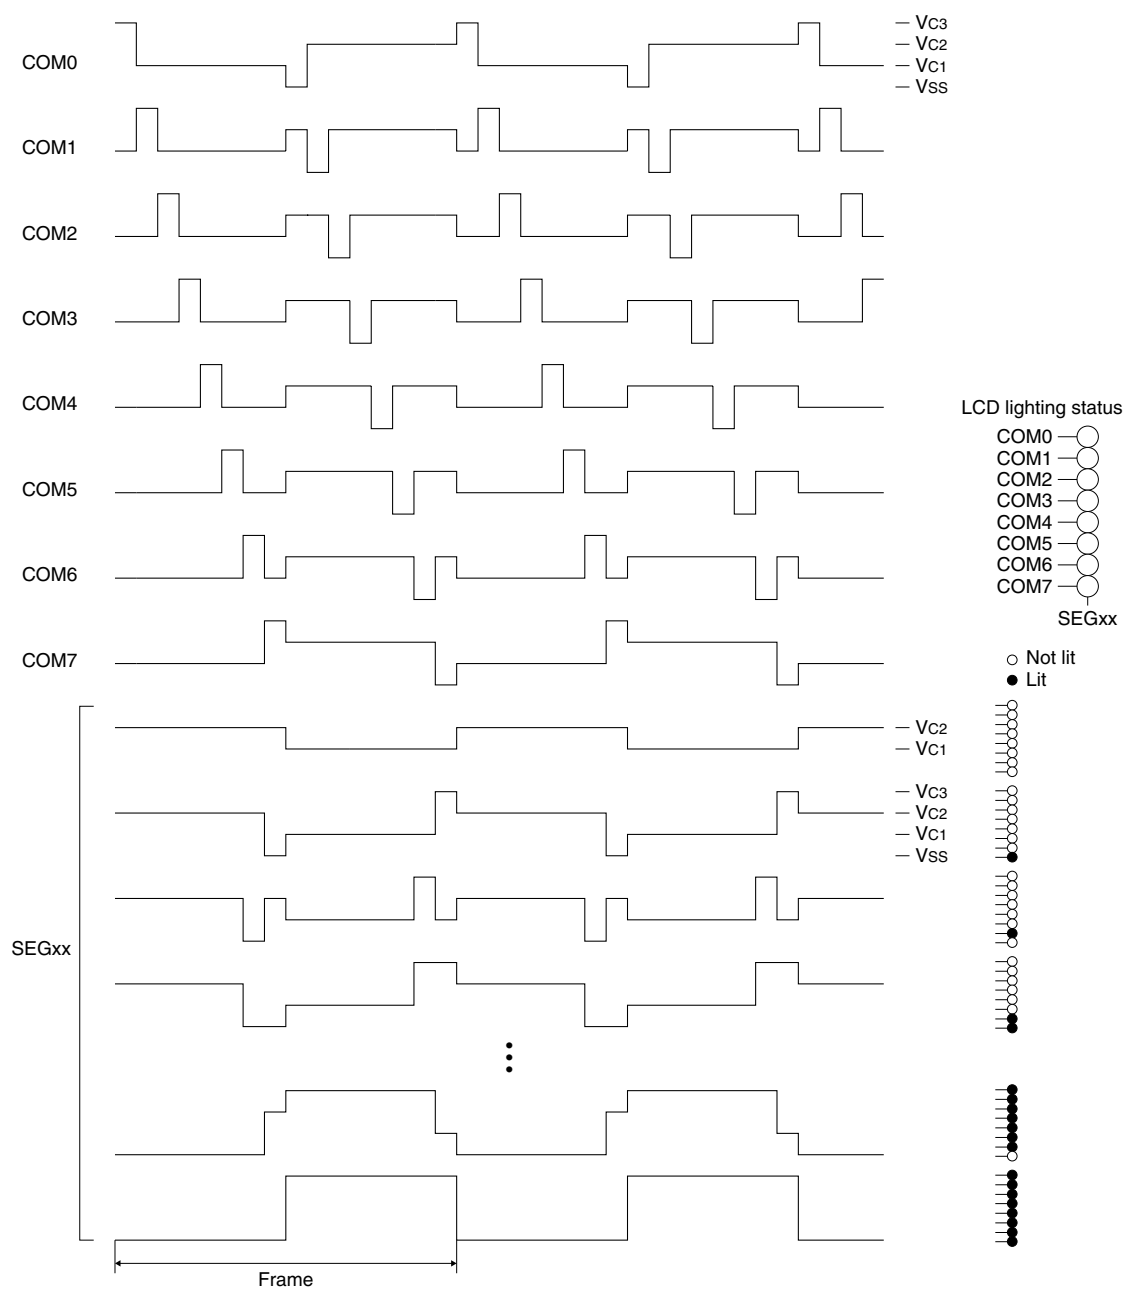 COM0
VC3
VC2
VC1
VSS
COM1
COM2
COM3
COM4
COM5
COM6
COM7
LCD lighting status
COM0
COM1
COM2
COM3
COM4
COM5
COM6
COM7
SEGxx
Not lit
Lit
VC2
VC1
VC3
VC2
VC1
VSS
SEGxx
Frame